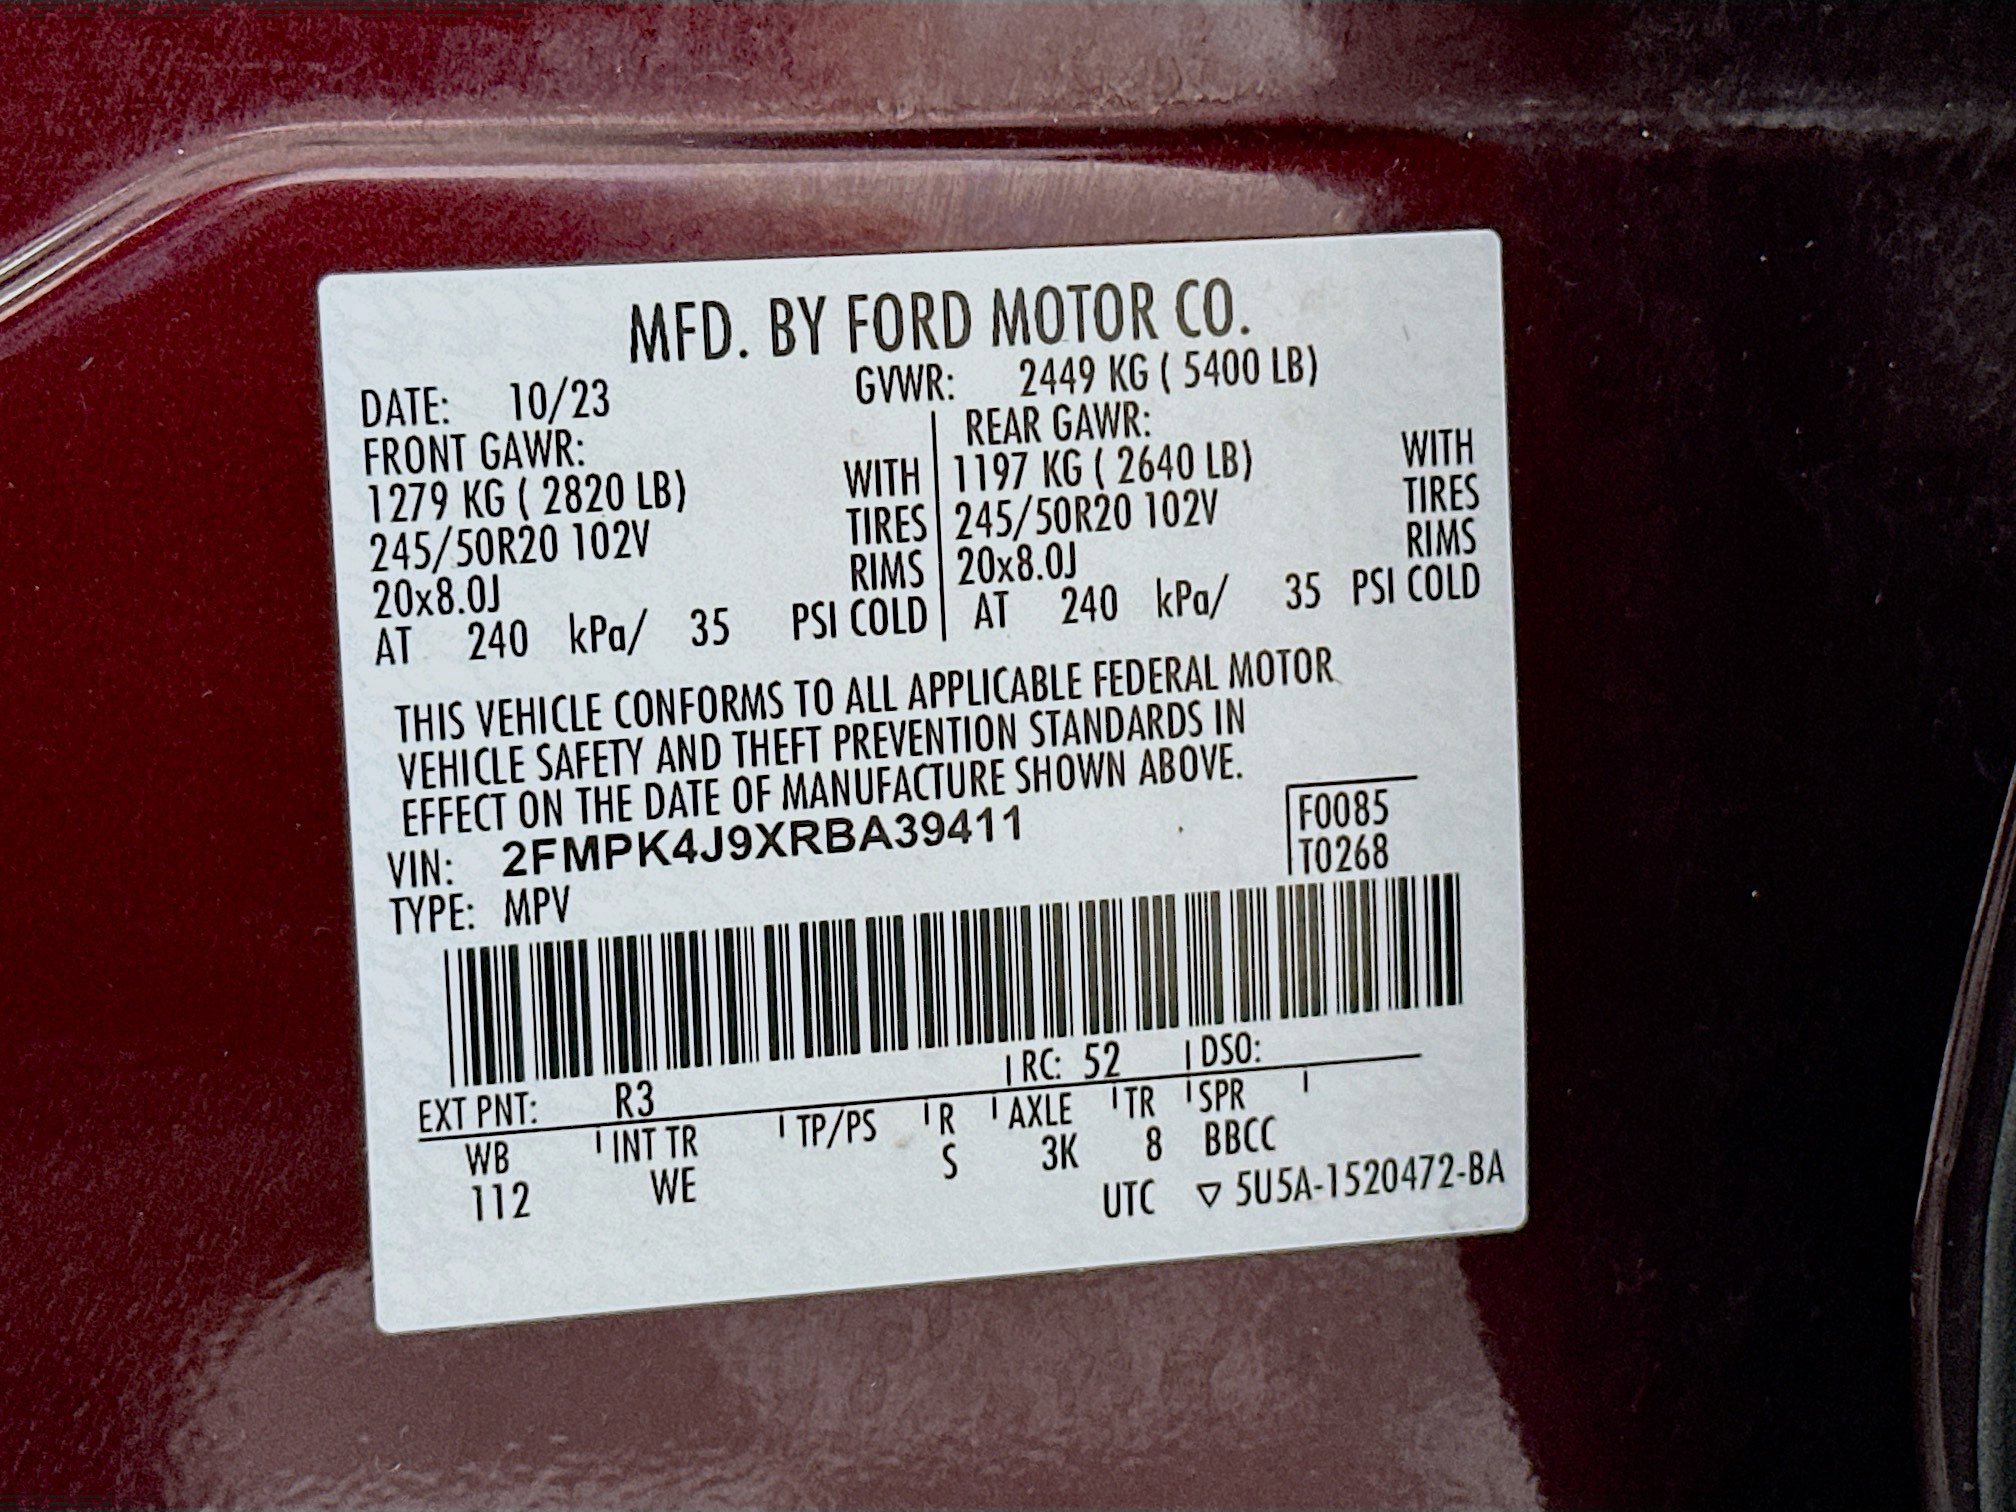 MFD. BY FORD MOTOR CO.
DATE: 10/23 GVWR: 2449 KG ( 5400 LB)
FRONT GAWR: REAR GAWR:
1279 KG ( 2820 LB) WITH 1197 KG ( 2640 LB) WITH
245/50R20 102V TIRES 245/50R20 102V TIRES
20x8.0J RIMS 20x8.0J RIMS
AT 240 kPa/ 35 PSI COLD AT 240 kPa/ 35 PSI COLD
THIS VEHICLE CONFORMS TO ALL APPLICABLE FEDERAL MOTOR
VEHICLE SAFETY AND THEFT PREVENTION STANDARDS IN
EFFECT ON THE DATE OF MANUFACTURE SHOWN ABOVE.
VIN: 2FMPK4J9XRBA39411 F0085
TYPE: MPV T0268
EXT PNT: R3 RC: 52 DSO:
WB INT TR TP/PS R AXLE TR SPR
112 WE S 3K 8 BBCC
UTC ▽ 5U5A-1520472-BA